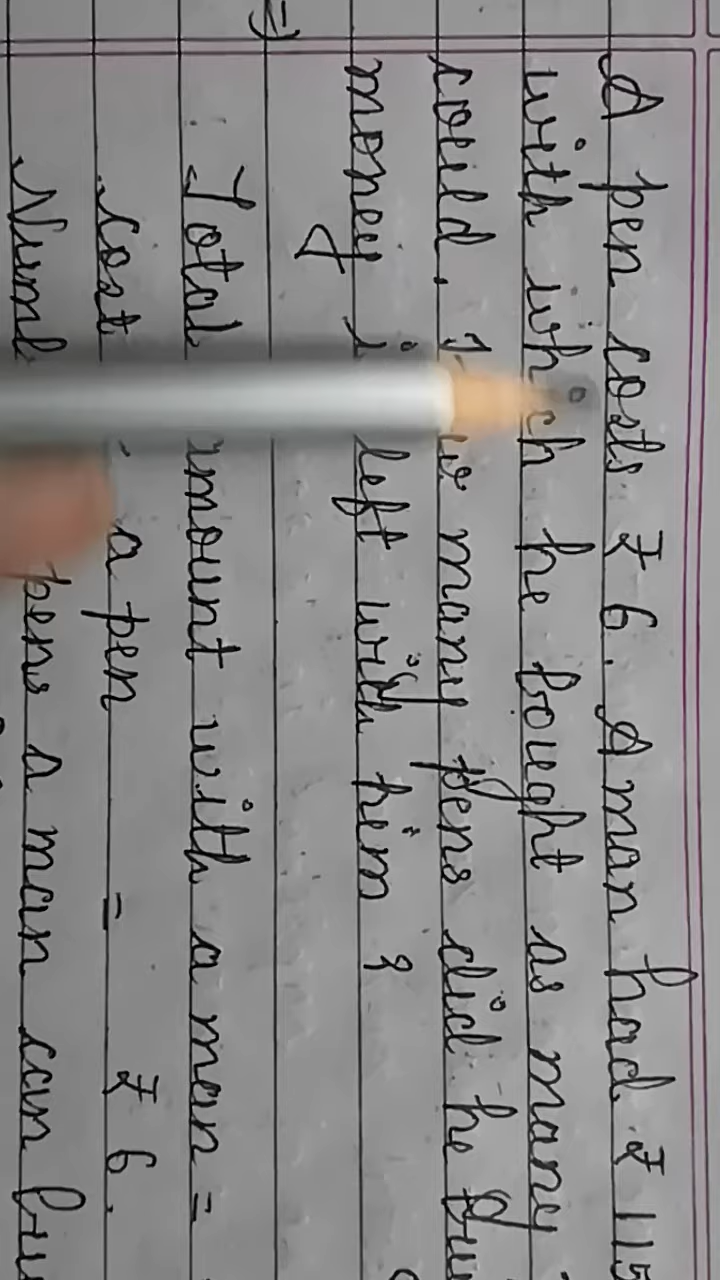 A pen costs ₹ 6. A man had ₹ 115
with which he bought as many
could. many pens did he
money left with him ?
=)
Total amount with a man =
cost a pen = ₹ 6.
pens a man can